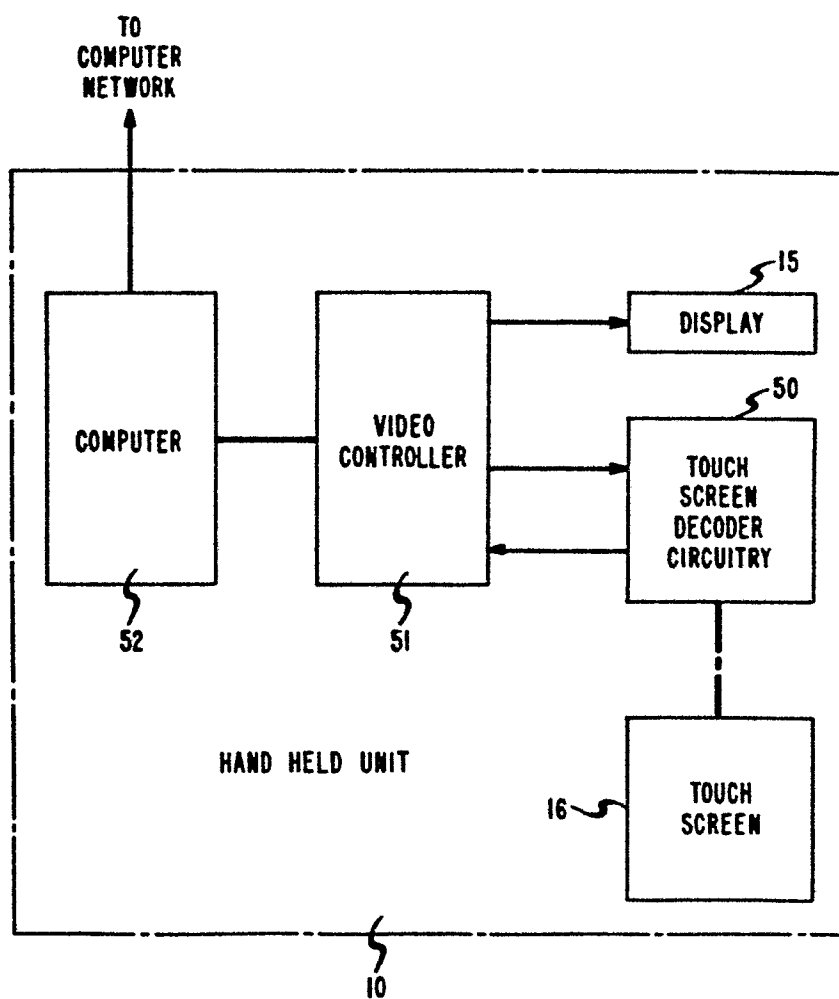 TO
COMPUTER
NETWORK
15
DISPLAY
50
COMPUTER
VIDEO
CONTROLLER
TOUCH
SCREEN
DECODER
CIRCUITRY
52
51
HAND HELD UNIT
16
TOUCH
SCREEN
10